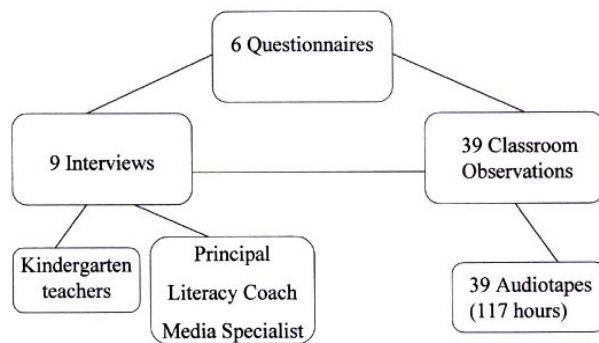 6 Questionnaires
9 Interviews
39 Classroom
Observations
Kindergarten
teachers
Principal
Literacy Coach
Media Specialist
39 Audiotapes
(117 hours)